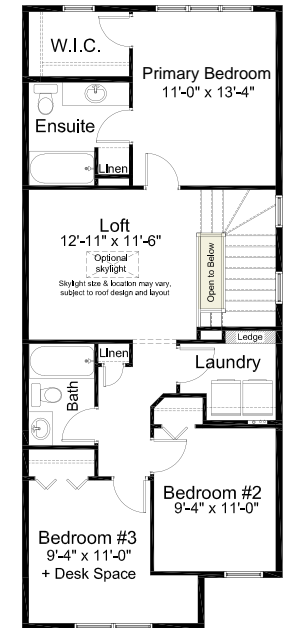 W.I.C.
Primary Bedroom
11'-0" x 13'-4"
Ensuite
Linen
Loft
12'-11" x 11'-6"
Optional
skylight
Skylight size & location may vary,
subject to roof design and layout
Open to Below
Ledge
Linen
Laundry
Bath
Bedroom #2
9'-4" x 11'-0"
Bedroom #3
9'-4" x 11'-0"
+ Desk Space